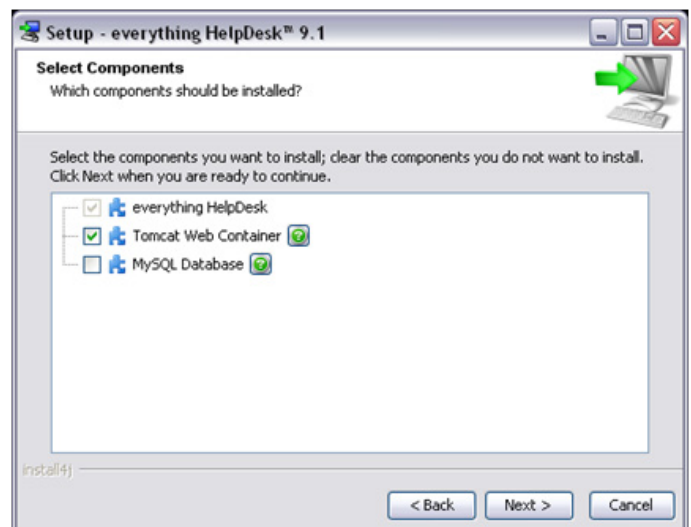 Setup - everything HelpDesk™ 9.1
Select Components
Which components should be installed?
Select the components you want to install; clear the components you do not want to install.
Click Next when you are ready to continue.
everything HelpDesk
Tomcat Web Container
MySQL Database
install4j
< Back Next > Cancel